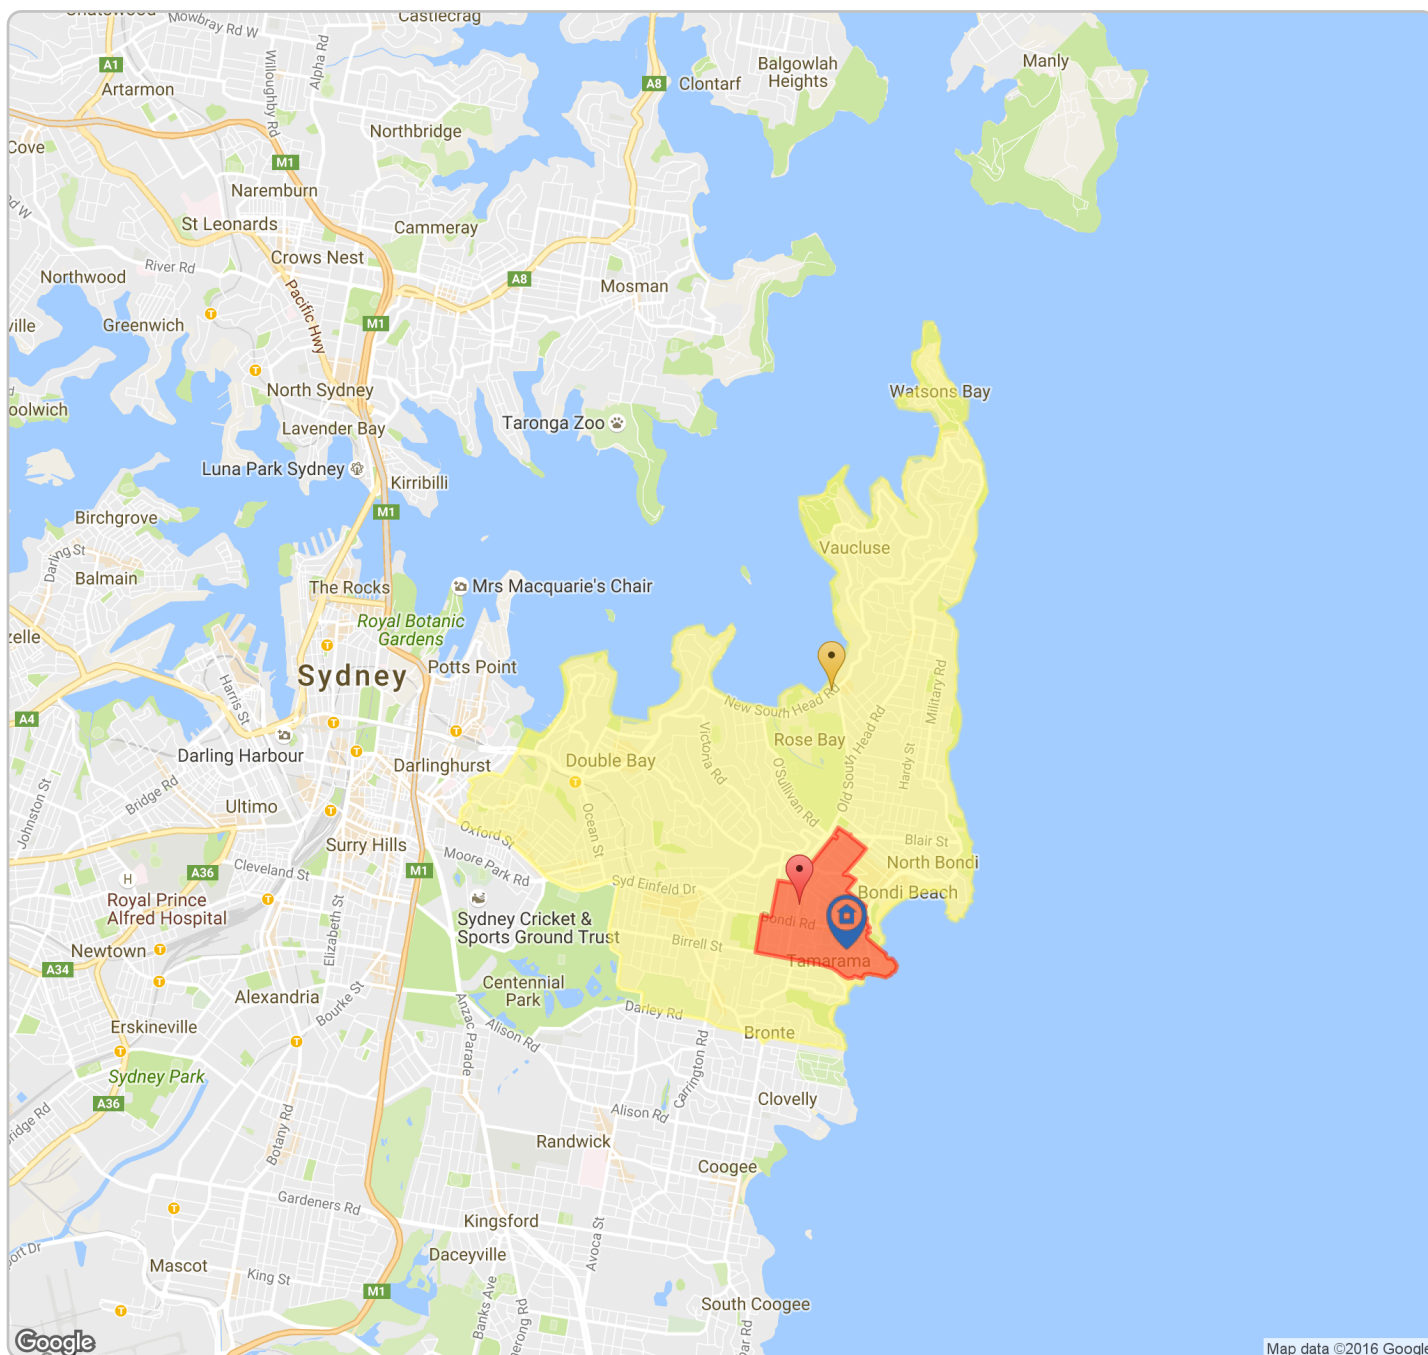 Mowbray Rd W
Castlecrag
A1
Artarmon
Willoughby Rd
Alpha Rd
A8
Clontarf
Balgowlah
Heights
Manly
Northbridge
Cove
M1
Naremburn
St Leonards
Cammeray
Crows Nest
River Rd
Northwood
A8
Mosman
Pacific Hwy
Greenwich
M1
ville
North Sydney
Watsons Bay
Lavender Bay
Taronga Zoo
Luna Park Sydney
Kirribilli
M1
Birchgrove
Darling St
Balmain
Vaucluse
The Rocks
Mrs Macquarie's Chair
Royal Botanic
Gardens
Potts Point
Sydney
Harris St
New South Head Rd
Military Rd
A4
Darling Harbour
Darlinghurst
Double Bay
Victoria Rd
Rose Bay
Old South Head Rd
Hardy St
O'Sullivan Rd
Bridge Rd
Ultimo
Johnston St
Ocean St
Oxford St
Surry Hills
Moore Park Rd
Blair St
North Bondi
Cleveland St
A36
M1
Syd Einfeld Dr
Bondi Beach
H
Royal Prince
Alfred Hospital
Elizabeth St
Sydney Cricket &
Sports Ground Trust
Bondi Rd
Birrell St
Newtown
A34
Tamarama
Centennial
Park
Alexandria
Bourke St
Anzac Parade
Alison Rd
Darley Rd
Bronte
Erskineville
Carrington Rd
Sydney Park
A36
Clovelly
Botany Rd
Alison Rd
Randwick
Coogee
Gardeners Rd
Kingsford
Avoca St
Daceyville
Mascot
King St
M1
Banks Ave
South Coogee
Google
Map data ©2016 Google